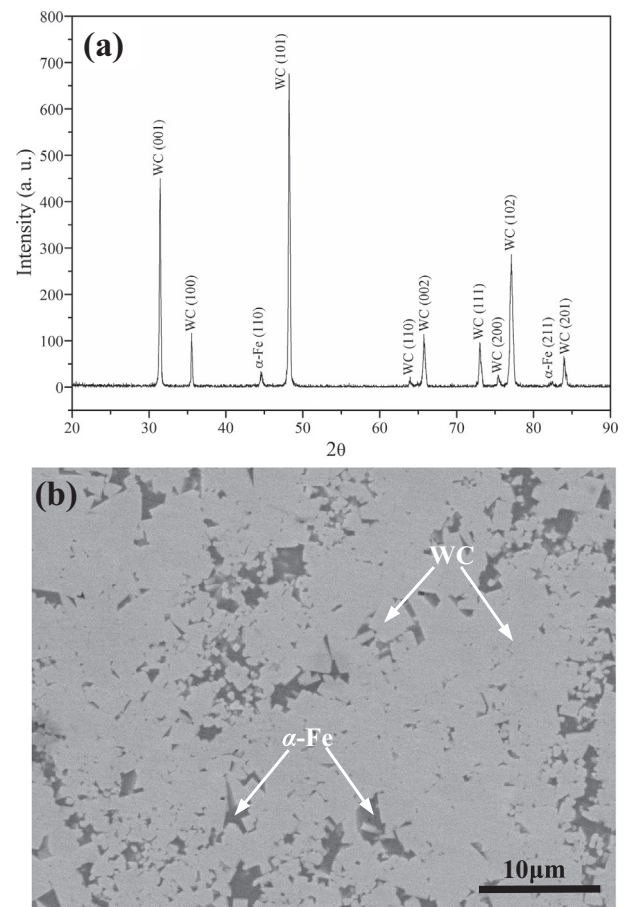 (a)
800
700
600
500
400
300
200
100
0
Intensity (a. u.)
WC (001)
WC (100)
α-Fe (110)
WC (101)
WC (110)
WC (002)
WC (111)
WC (200)
WC (102)
α-Fe (211)
WC (201)
20 30 40 50 60 70 80 90
2θ
(b)
WC
α-Fe
10μm